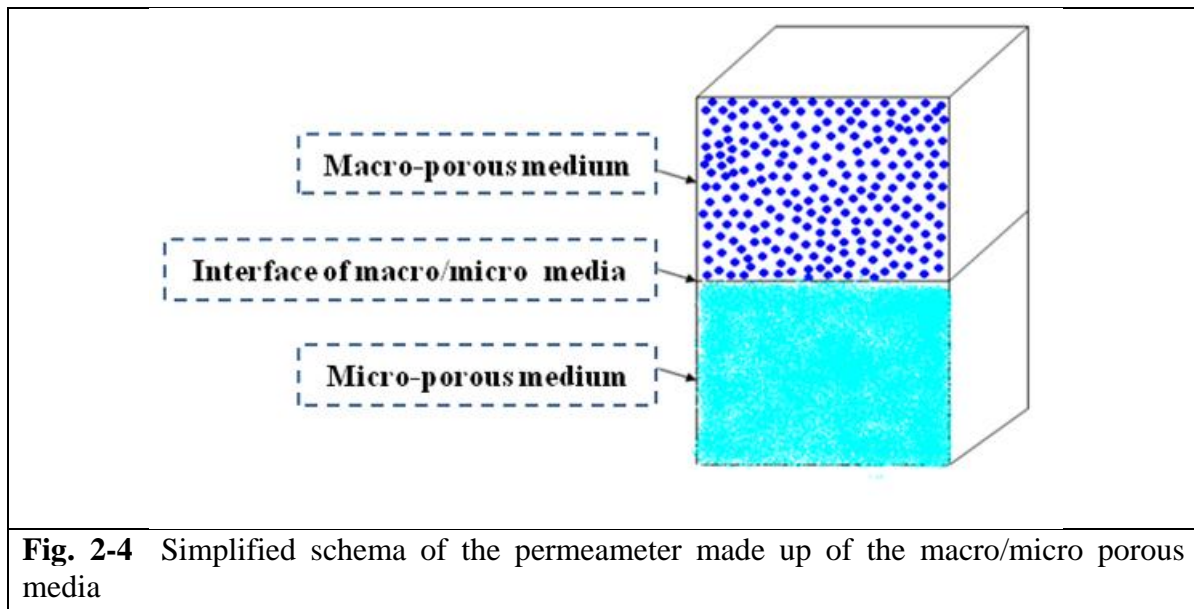 Macro-porous medium
Interface of macro/micro media
Micro-porous medium
Fig. 2-4 Simplified schema of the permeameter made up of the macro/micro porous
media